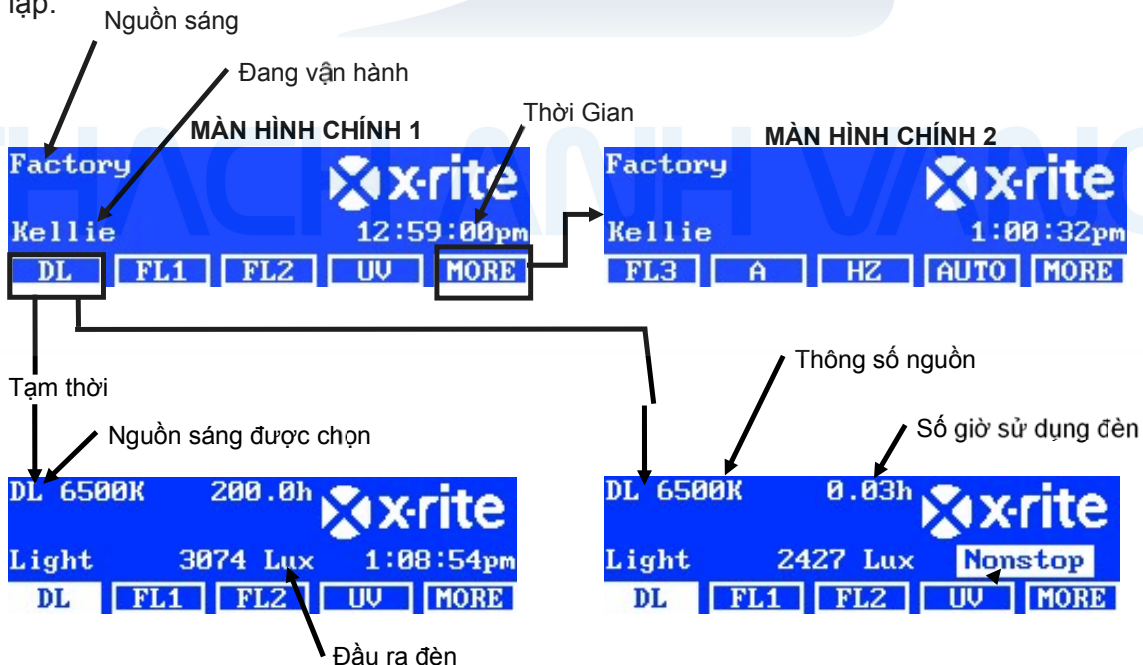 lập.
Nguồn sáng
Đang vận hành
Thời Gian
MÀN HÌNH CHÍNH 1
MÀN HÌNH CHÍNH 2
THẠCH ANH VÀNG
Factory
x·rite
Kellie
12:59:00pm
DL FL1 FL2 UV MORE
Factory
x·rite
Kellie
1:00:32pm
FL3 A HZ AUTO MORE
Tạm thời
Nguồn sáng được chọn
Thông số nguồn
Số giờ sử dụng đèn
DL 6500K 200.0h x·rite
Light 3074 Lux 1:08:54pm
DL FL1 FL2 UV MORE
DL 6500K 0.03h x·rite
Light 2427 Lux Nonstop
DL FL1 FL2 UV MORE
Đầu ra đèn